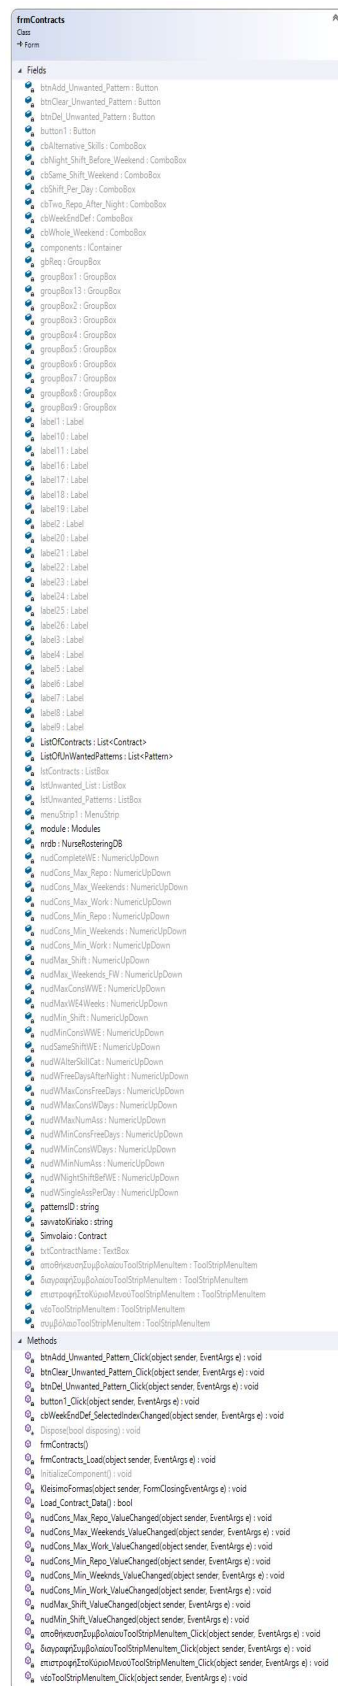 frmContracts
Class
Form
Fields
btnAdd_Unwanted_Pattern : Button
btnClear_Unwanted_Pattern : Button
btnDel_Unwanted_Pattern : Button
button1 : Button
cbAlternative_Skills : ComboBox
cbNight_Shift_Before_Weekend : ComboBox
cbSame_Shift_Weekend : ComboBox
cbShift_Per_Day : ComboBox
cbTwo_Repo_After_Night : ComboBox
cbWeekEndDef : ComboBox
cbWhole_Weekend : ComboBox
components : IContainer
gbReq : GroupBox
groupBox1 : GroupBox
groupBox13 : GroupBox
groupBox2 : GroupBox
groupBox3 : GroupBox
groupBox4 : GroupBox
groupBox5 : GroupBox
groupBox6 : GroupBox
groupBox7 : GroupBox
groupBox8 : GroupBox
groupBox9 : GroupBox
label1 : Label
label10 : Label
label11 : Label
label16 : Label
label17 : Label
label18 : Label
label19 : Label
label2 : Label
label20 : Label
label21 : Label
label22 : Label
label23 : Label
label24 : Label
label25 : Label
label26 : Label
label3 : Label
label4 : Label
label5 : Label
label6 : Label
label7 : Label
label8 : Label
label9 : Label
ListOfContracts : List<Contract>
ListOfUnWantedPatterns : List<Pattern>
lstContracts : ListBox
lstUnwanted_List : ListBox
lstUnwanted_Patterns : ListBox
menuStrip1 : MenuStrip
module : Modules
nrdb : NurseRosteringDB
nudCompleteWE : NumericUpDown
nudCons_Max_Repo : NumericUpDown
nudCons_Max_Weekends : NumericUpDown
nudCons_Max_Work : NumericUpDown
nudCons_Min_Repo : NumericUpDown
nudCons_Min_Weekends : NumericUpDown
nudCons_Min_Work : NumericUpDown
nudMax_Shift : NumericUpDown
nudMax_Weekends_FW : NumericUpDown
nudMaxConsWWE : NumericUpDown
nudMaxWE4Weeks : NumericUpDown
nudMin_Shift : NumericUpDown
nudMinConsWWE : NumericUpDown
nudSameShiftWE : NumericUpDown
nudWAlterSkillCat : NumericUpDown
nudWFreeDaysAfterNight : NumericUpDown
nudWMaxConsFreeDays : NumericUpDown
nudWMaxConsWDays : NumericUpDown
nudWMaxNumAss : NumericUpDown
nudWMinConsFreeDays : NumericUpDown
nudWMinConsWDays : NumericUpDown
nudWMinNumAss : NumericUpDown
nudWNightShiftBefWE : NumericUpDown
nudWSingleAssPerDay : NumericUpDown
patternsID : string
savvatoKiriako : string
Simvolaio : Contract
txtContractName : TextBox
αποθήκευσηΣυμβολαίουToolStripMenuItem : ToolStripMenuItem
διαγραφήΣυμβολαίουToolStripMenuItem : ToolStripMenuItem
επιστροφήΣτοΚύριοΜενούToolStripMenuItem : ToolStripMenuItem
νέοToolStripMenuItem : ToolStripMenuItem
συμβόλαιοToolStripMenuItem : ToolStripMenuItem
Methods
btnAdd_Unwanted_Pattern_Click(object sender, EventArgs e) : void
btnClear_Unwanted_Pattern_Click(object sender, EventArgs e) : void
btnDel_Unwanted_Pattern_Click(object sender, EventArgs e) : void
button1_Click(object sender, EventArgs e) : void
cbWeekEndDef_SelectedIndexChanged(object sender, EventArgs e) : void
Dispose(bool disposing) : void
frmContracts()
frmContracts_Load(object sender, EventArgs e) : void
InitializeComponent() : void
KleisimoFormas(object sender, FormClosingEventArgs e) : void
Load_Contract_Data() : bool
nudCons_Max_Repo_ValueChanged(object sender, EventArgs e) : void
nudCons_Max_Weekends_ValueChanged(object sender, EventArgs e) : void
nudCons_Max_Work_ValueChanged(object sender, EventArgs e) : void
nudCons_Min_Repo_ValueChanged(object sender, EventArgs e) : void
nudCons_Min_Weeknds_ValueChanged(object sender, EventArgs e) : void
nudCons_Min_Work_ValueChanged(object sender, EventArgs e) : void
nudMax_Shift_ValueChanged(object sender, EventArgs e) : void
nudMin_Shift_ValueChanged(object sender, EventArgs e) : void
αποθήκευσηΣυμβολαίουToolStripMenuItem_Click(object sender, EventArgs e) : void
διαγραφήΣυμβολαίουToolStripMenuItem_Click(object sender, EventArgs e) : void
επιστροφήΣτοΚύριοΜενούToolStripMenuItem_Click(object sender, EventArgs e) : void
νέοToolStripMenuItem_Click(object sender, EventArgs e) : void